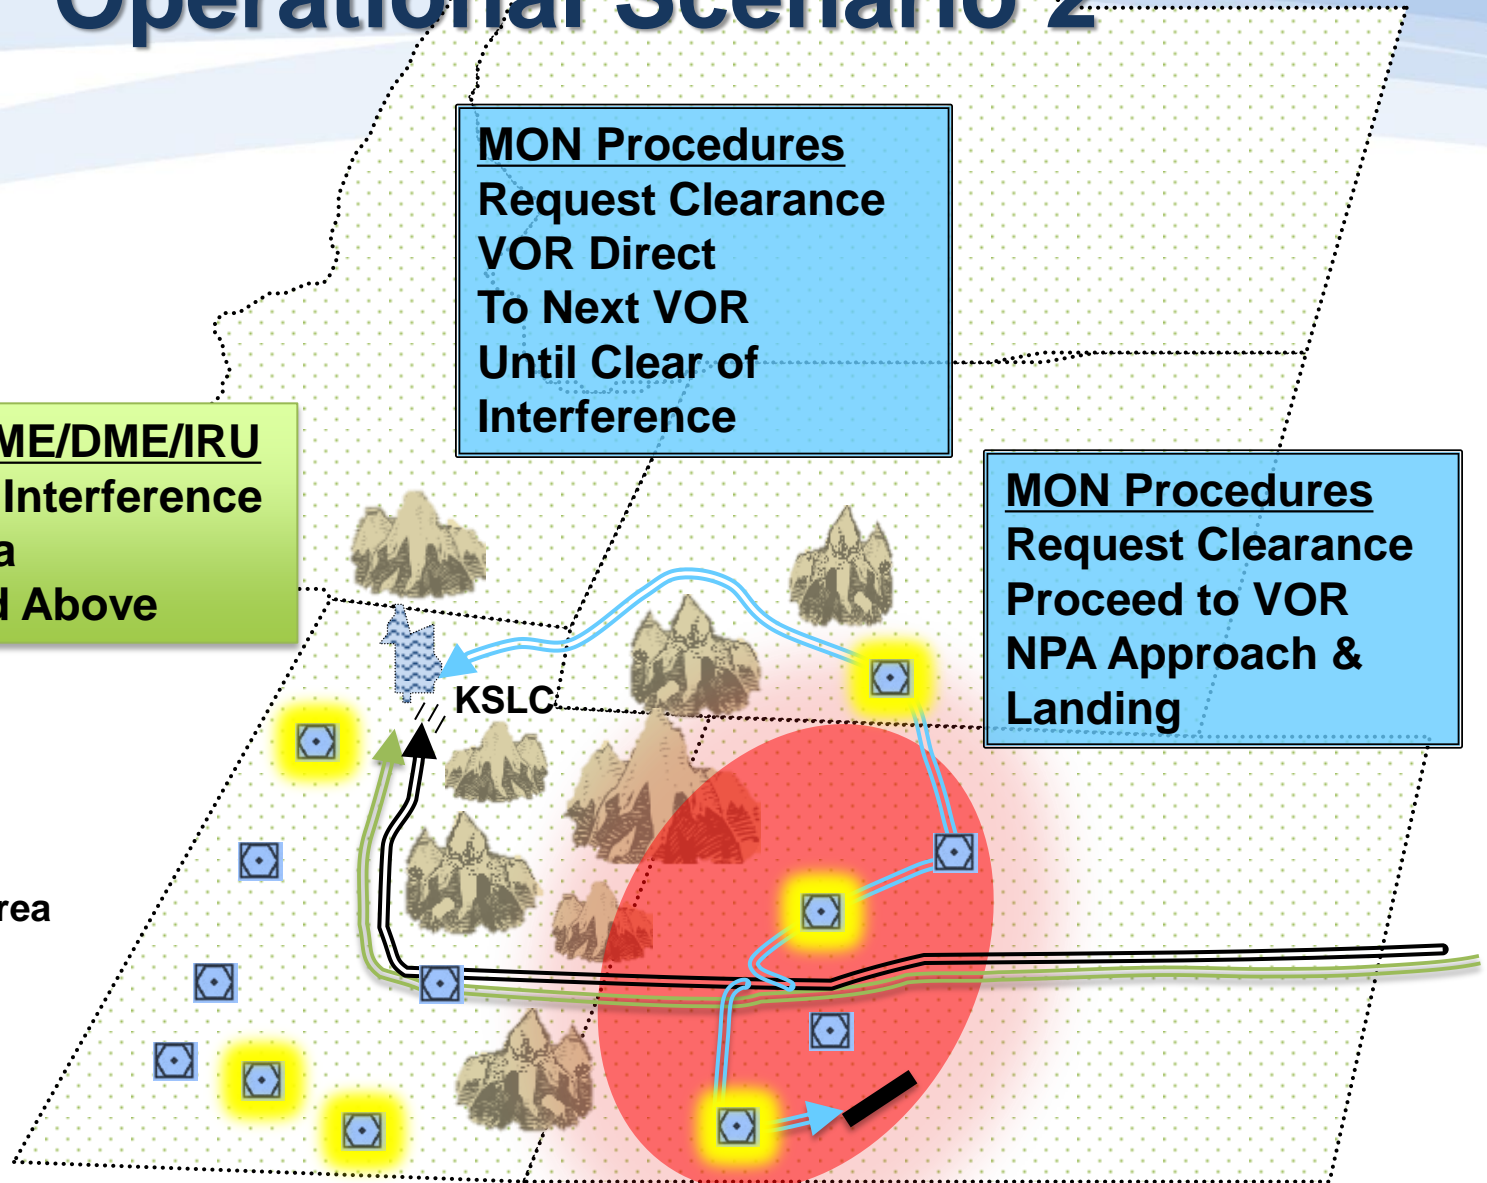 Operational Scenario 2
MON Procedures
Request Clearance
VOR Direct
To Next VOR
Until Clear of
Interference
ME/DME/IRU
Interference
a
d Above
MON Procedures
Request Clearance
Proceed to VOR
NPA Approach &
Landing
KSLC
rea